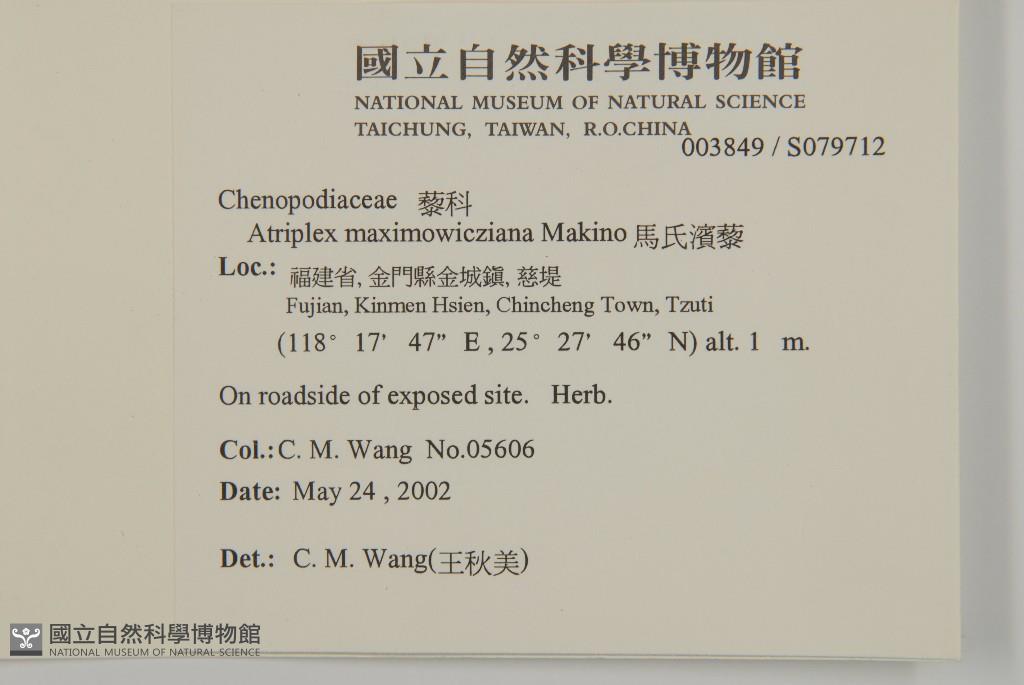 國立自然科學博物館
NATIONAL MUSEUM OF NATURAL SCIENCE
TAICHUNG, TAIWAN, R.O.CHINA
003849 / S079712
Chenopodiaceae 藜科
Atriplex maximowicziana Makino 馬氏濱藜
Loc.: 福建省, 金門縣金城鎮, 慈堤
Fujian, Kinmen Hsien, Chincheng Town, Tzuti
(118° 17’ 47” E , 25° 27’ 46” N) alt. 1 m.
On roadside of exposed site. Herb.
Col.: C. M. Wang No.05606
Date: May 24 , 2002
Det.: C. M. Wang(王秋美)
國立自然科學博物館
NATIONAL MUSEUM OF NATURAL SCIENCE